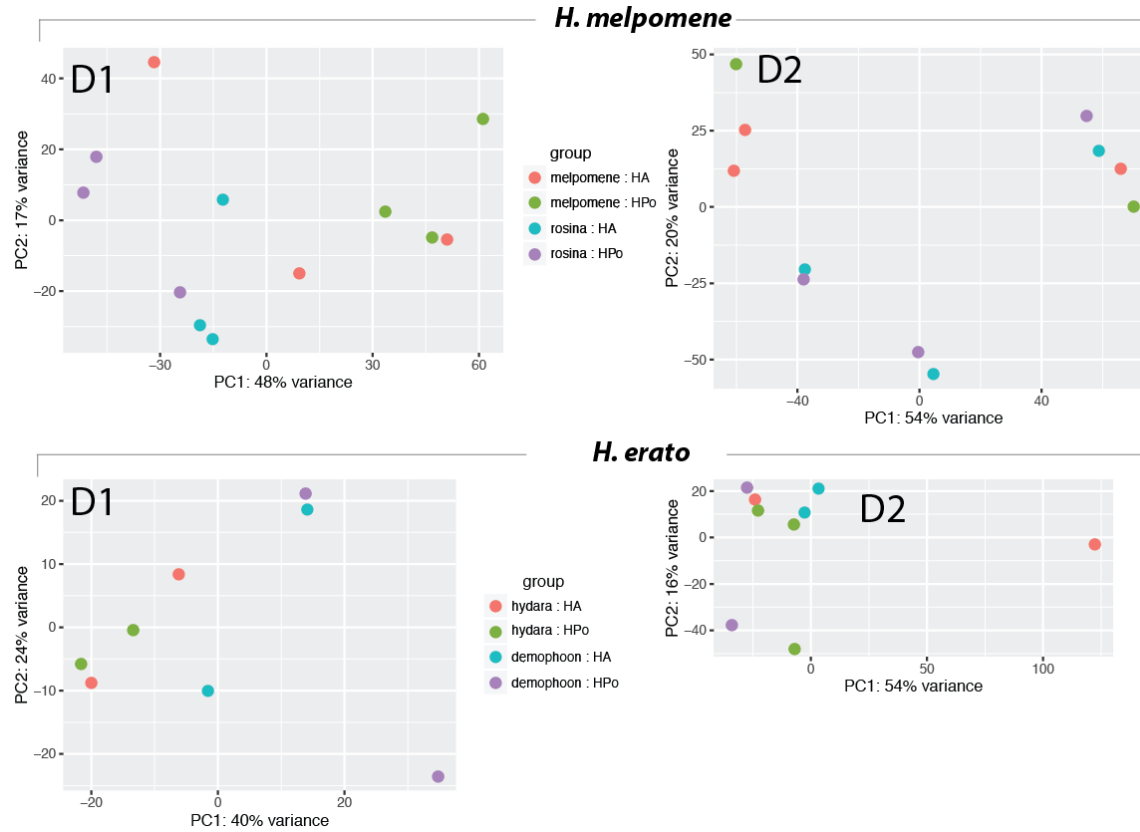 H. melpomene
D1
40
20
0
−20
−30
0
30
60
PC1: 48% variance
PC2: 17% variance
group
melpomene : HA
melpomene : HPo
rosina : HA
rosina : HPo
D2
50
25
0
−25
−50
−40
0
40
PC1: 54% variance
PC2: 20% variance
H. erato
D1
20
10
0
−10
−20
−20
0
20
PC1: 40% variance
PC2: 24% variance
group
hydara : HA
hydara : HPo
demophoon : HA
demophoon : HPo
D2
20
0
−20
−40
0
50
100
PC1: 54% variance
PC2: 16% variance